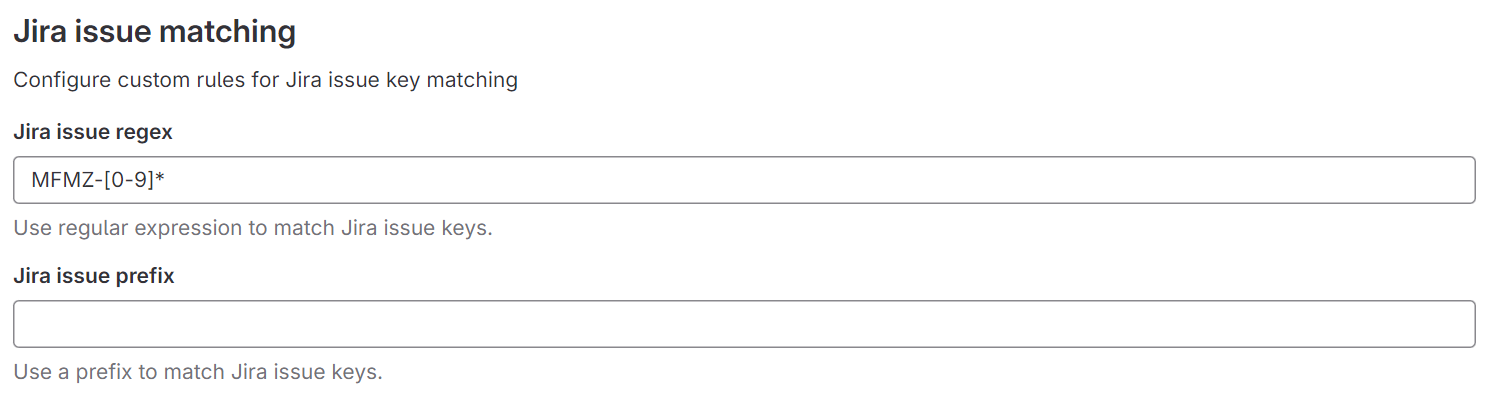 Jira issue matching
Configure custom rules for Jira issue key matching
Jira issue regex
MFMZ-[0-9]*
Use regular expression to match Jira issue keys.
Jira issue prefix
Use a prefix to match Jira issue keys.